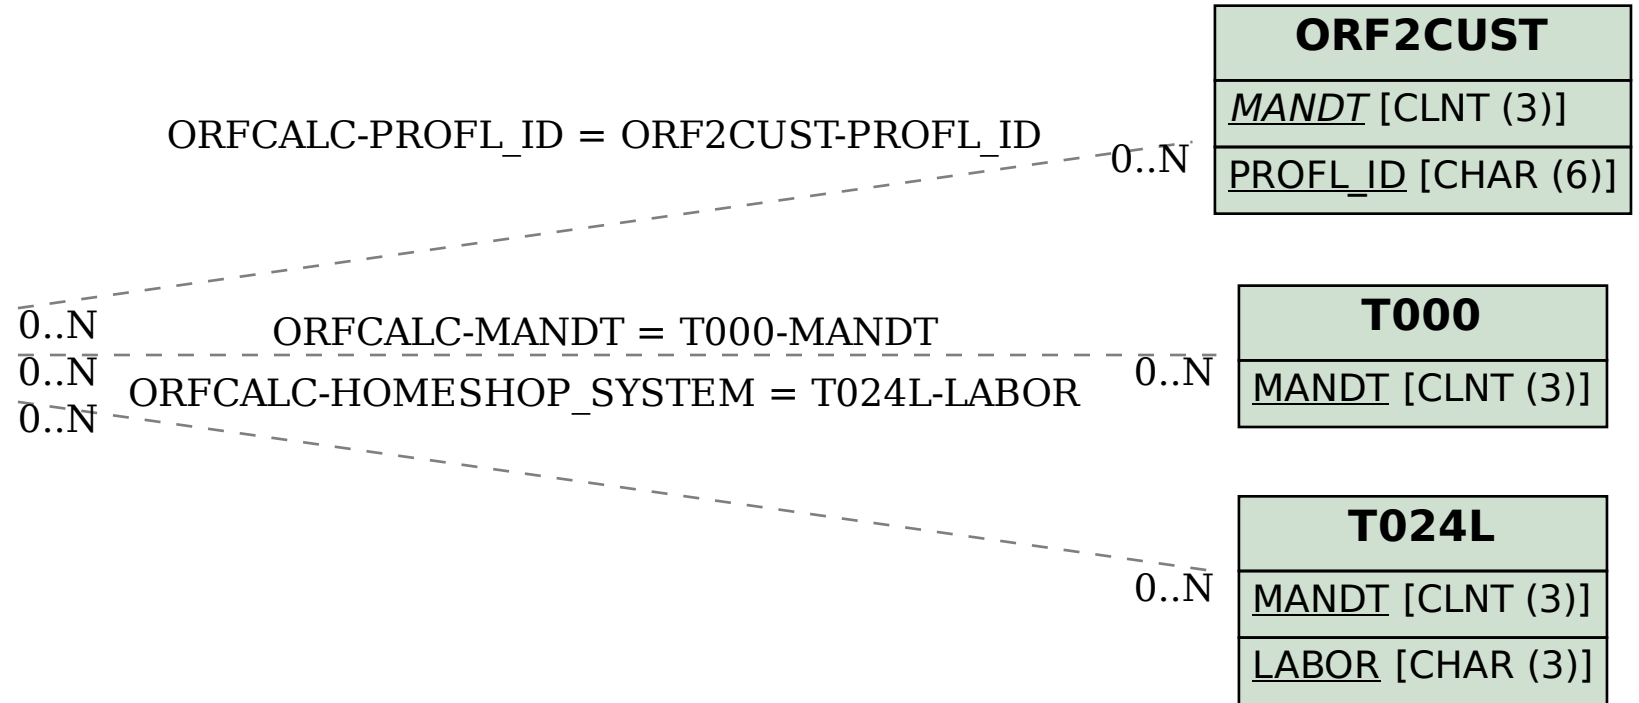 ORF2CUST
MANDT [CLNT (3)]
PROFL_ID [CHAR (6)]
ORFCALC-PROFL_ID = ORF2CUST-PROFL_ID
0..N
0..N
ORFCALC-MANDT = T000-MANDT
0..N
0..N
T000
MANDT [CLNT (3)]
ORFCALC-HOMESHOP_SYSTEM = T024L-LABOR
0..N
0..N
T024L
MANDT [CLNT (3)]
LABOR [CHAR (3)]